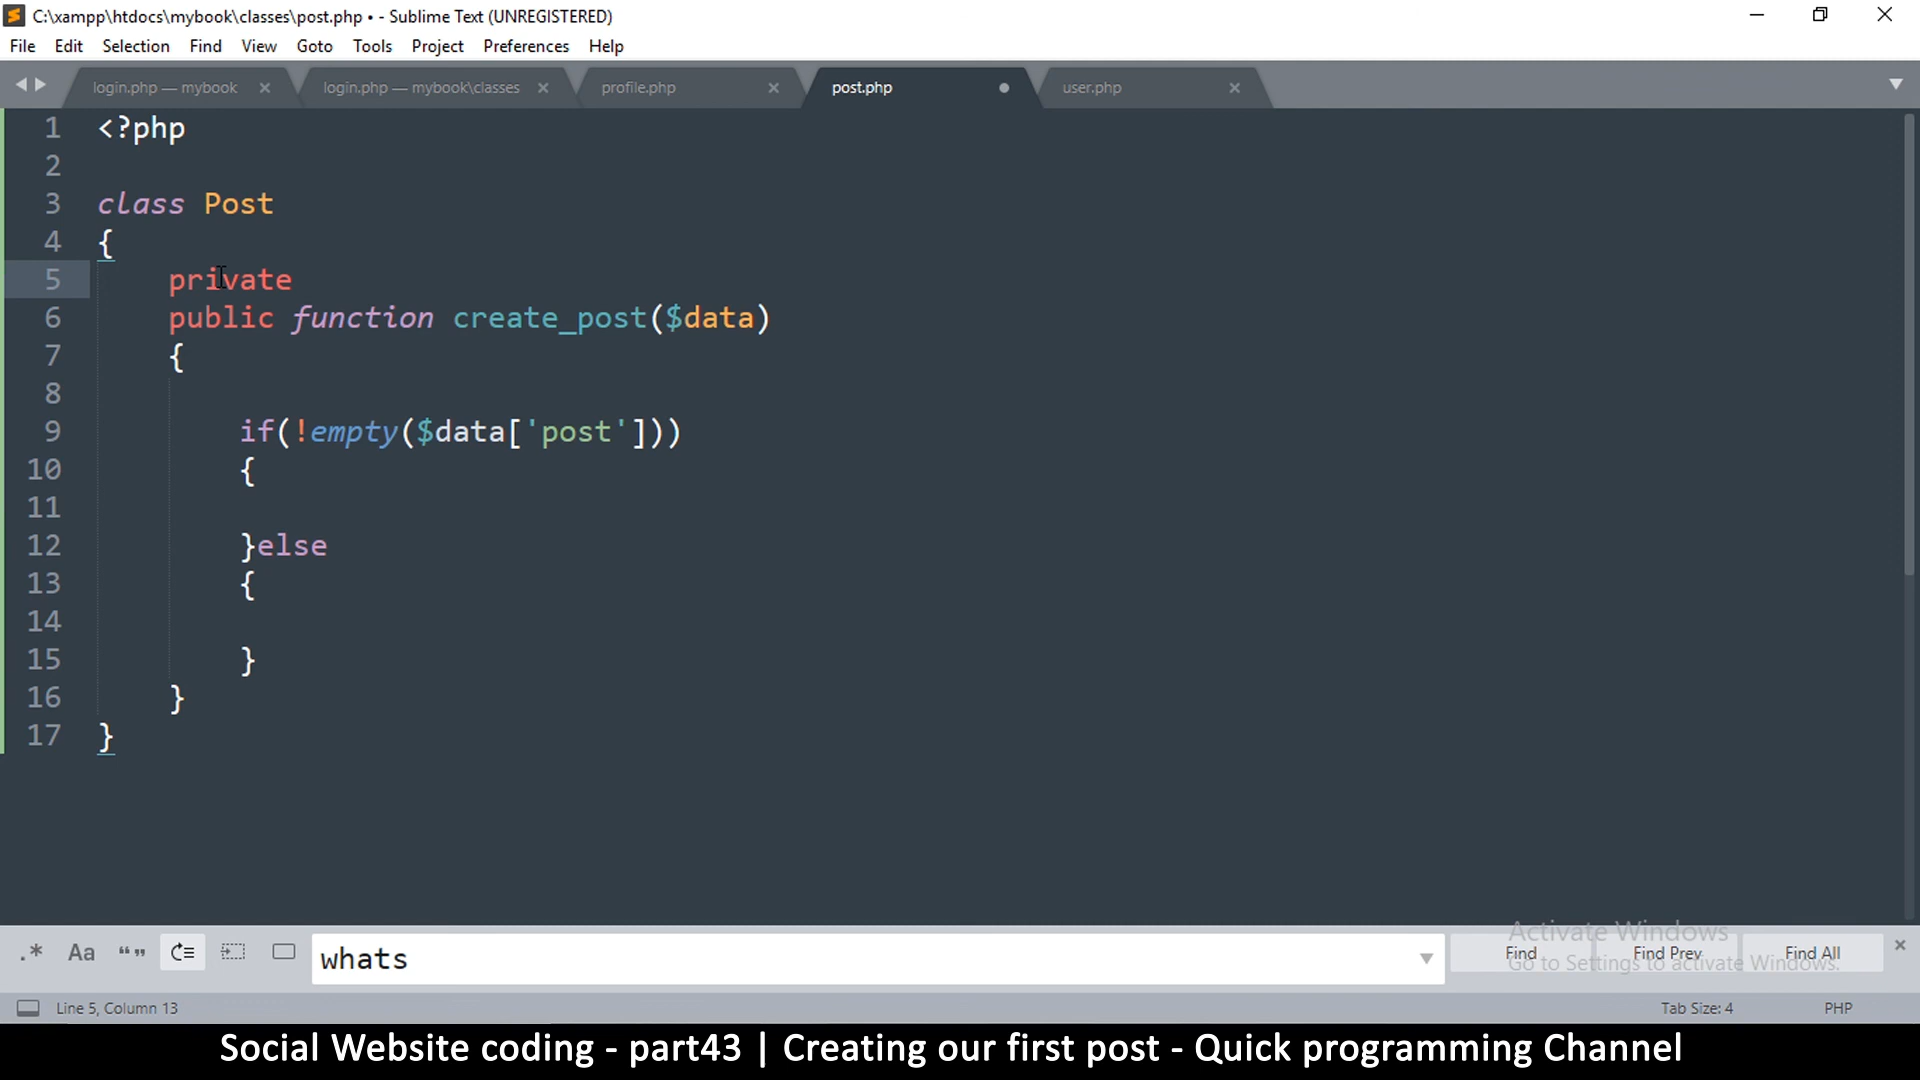 C:\xampp\htdocs\mybook\classes\post.php • - Sublime Text (UNREGISTERED)
File Edit Selection Find View Goto Tools Project Preferences Help
login.php — mybook login.php — mybook\classes profile.php post.php user.php
1 <?php
2
3 class Post
4 {
5 private
6 public function create_post($data)
7 {
8
9 if(!empty($data['post']))
10 {
11
12 }else
13 {
14
15 }
16 }
17 }
Activate Windows
Go to Settings to activate Windows.
.* Aa “” whats Find Find Prev Find All
Line 5, Column 13 Tab Size: 4 PHP
Social Website coding - part43 | Creating our first post - Quick programming Channel